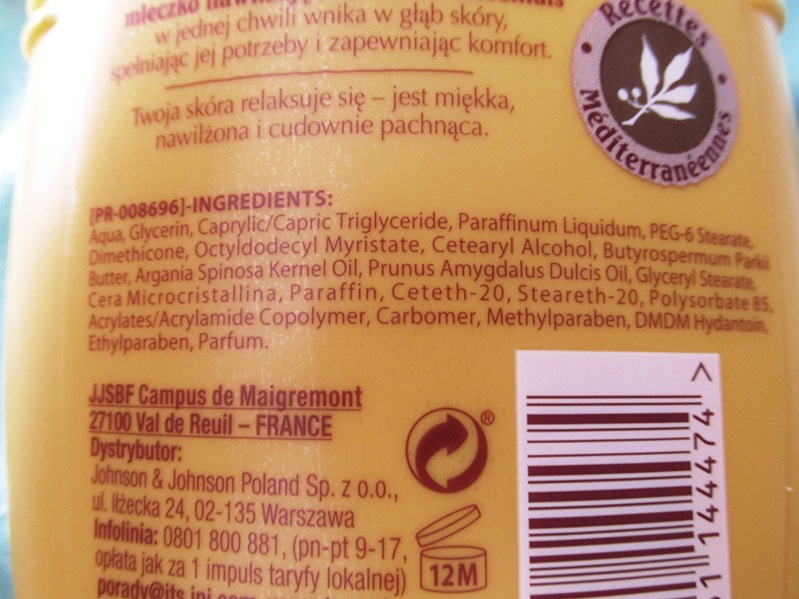 mleczko
w jednej chwili wnika w głąb skóry,
spełniając jej potrzeby i zapewniając komfort.
Twoja skóra relaksuje się – jest miękka,
nawilżona i cudownie pachnąca.
Recettes
Méditerranéennes
[PR-008696]-INGREDIENTS:
Aqua, Glycerin, Caprylic/Capric Triglyceride, Paraffinum Liquidum, PEG-6 Stearate,
Dimethicone, Octyldodecyl Myristate, Cetearyl Alcohol, Butyrospermum Parkii
Butter, Argania Spinosa Kernel Oil, Prunus Amygdalus Dulcis Oil, Glyceryl Stearate,
Cera Microcristallina, Paraffin, Ceteth-20, Steareth-20, Polysorbate 85,
Acrylates/Acrylamide Copolymer, Carbomer, Methylparaben, DMDM Hydantoin,
Ethylparaben, Parfum.
JJSBF Campus de Maigremont
27100 Val de Reuil – FRANCE
Dystrybutor:
Johnson & Johnson Poland Sp. z o.o.,
ul. Iłżecka 24, 02-135 Warszawa
Infolinia: 0801 800 881, (pn-pt 9-17,
opłata jak za 1 impuls taryfy lokalnej)
®
12M
144474 >